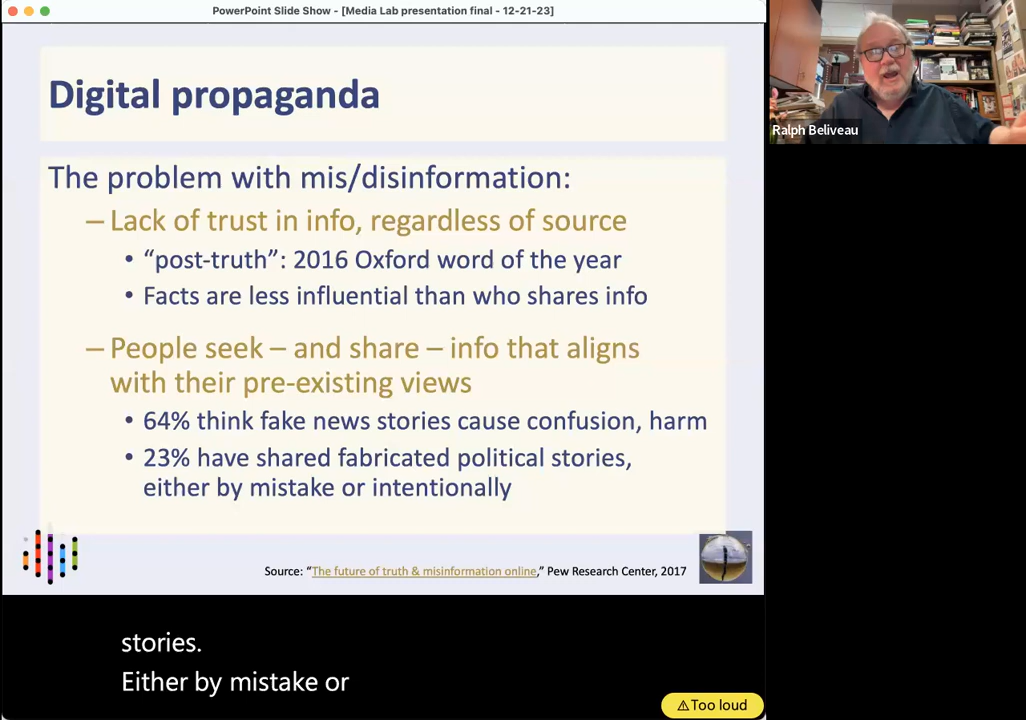 PowerPoint Slide Show - [Media Lab presentation final - 12-21-23]
Digital propaganda
The problem with mis/disinformation:
– Lack of trust in info, regardless of source
• “post-truth”: 2016 Oxford word of the year
• Facts are less influential than who shares info
– People seek – and share – info that aligns
with their pre-existing views
• 64% think fake news stories cause confusion, harm
• 23% have shared fabricated political stories,
either by mistake or intentionally
Source: “The future of truth & misinformation online,” Pew Research Center, 2017
Ralph Beliveau
stories.
Either by mistake or
⚠Too loud